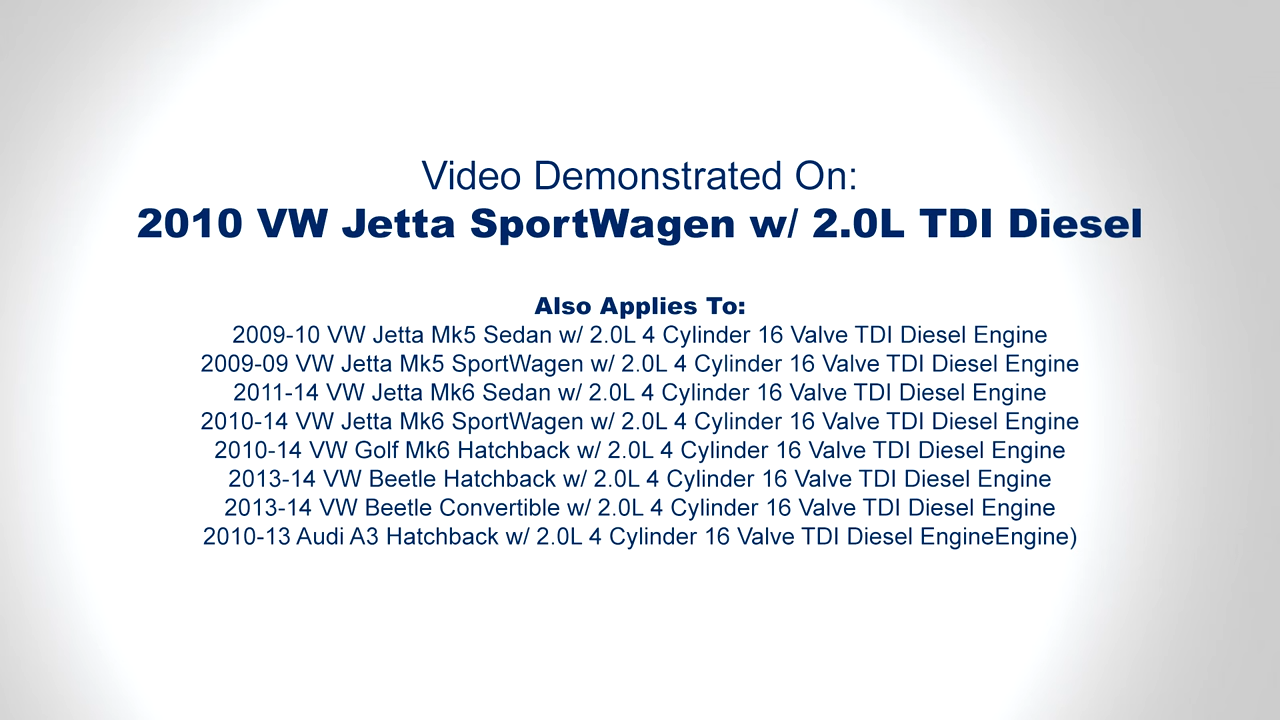 Video Demonstrated On:
2010 VW Jetta SportWagen w/ 2.0L TDI Diesel
Also Applies To:
2009-10 VW Jetta Mk5 Sedan w/ 2.0L 4 Cylinder 16 Valve TDI Diesel Engine
2009-09 VW Jetta Mk5 SportWagen w/ 2.0L 4 Cylinder 16 Valve TDI Diesel Engine
2011-14 VW Jetta Mk6 Sedan w/ 2.0L 4 Cylinder 16 Valve TDI Diesel Engine
2010-14 VW Jetta Mk6 SportWagen w/ 2.0L 4 Cylinder 16 Valve TDI Diesel Engine
2010-14 VW Golf Mk6 Hatchback w/ 2.0L 4 Cylinder 16 Valve TDI Diesel Engine
2013-14 VW Beetle Hatchback w/ 2.0L 4 Cylinder 16 Valve TDI Diesel Engine
2013-14 VW Beetle Convertible w/ 2.0L 4 Cylinder 16 Valve TDI Diesel Engine
2010-13 Audi A3 Hatchback w/ 2.0L 4 Cylinder 16 Valve TDI Diesel EngineEngine)